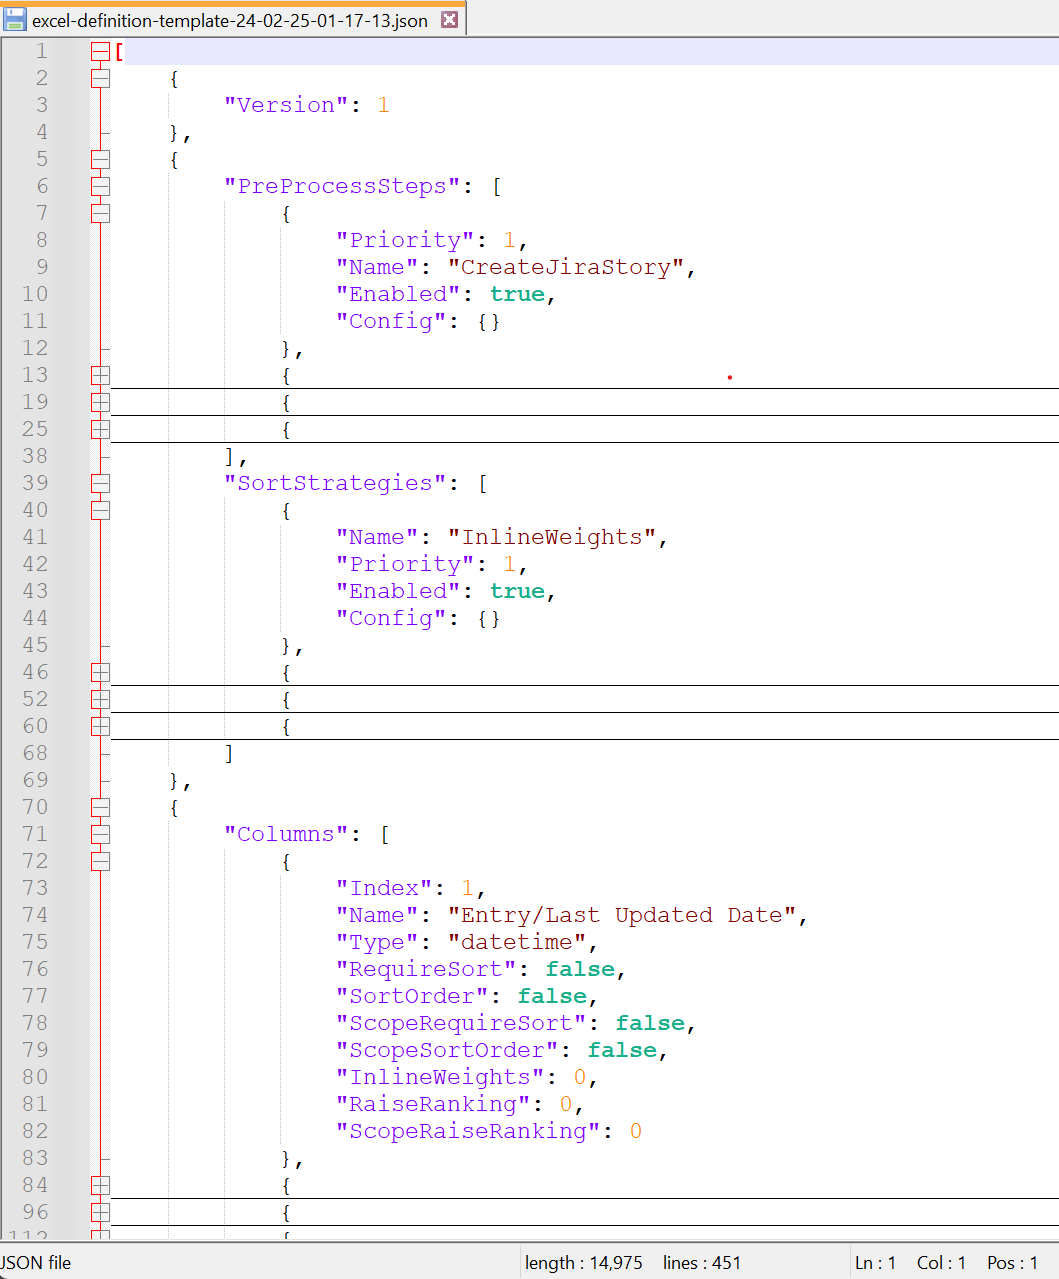 excel-definition-template-24-02-25-01-17-13.json
1 [
2 {
3 "Version": 1
4 },
5 {
6 "PreProcessSteps": [
7 {
8 "Priority": 1,
9 "Name": "CreateJiraStory",
10 "Enabled": true,
11 "Config": {}
12 },
13 {
19 {
25 {
38 ],
39 "SortStrategies": [
40 {
41 "Name": "InlineWeights",
42 "Priority": 1,
43 "Enabled": true,
44 "Config": {}
45 },
46 {
52 {
60 {
68 ]
69 },
70 {
71 "Columns": [
72 {
73 "Index": 1,
74 "Name": "Entry/Last Updated Date",
75 "Type": "datetime",
76 "RequireSort": false,
77 "SortOrder": false,
78 "ScopeRequireSort": false,
79 "ScopeSortOrder": false,
80 "InlineWeights": 0,
81 "RaiseRanking": 0,
82 "ScopeRaiseRanking": 0
83 },
84 {
96 {
112 {
JSON file length : 14,975 lines : 451 Ln : 1 Col : 1 Pos : 1